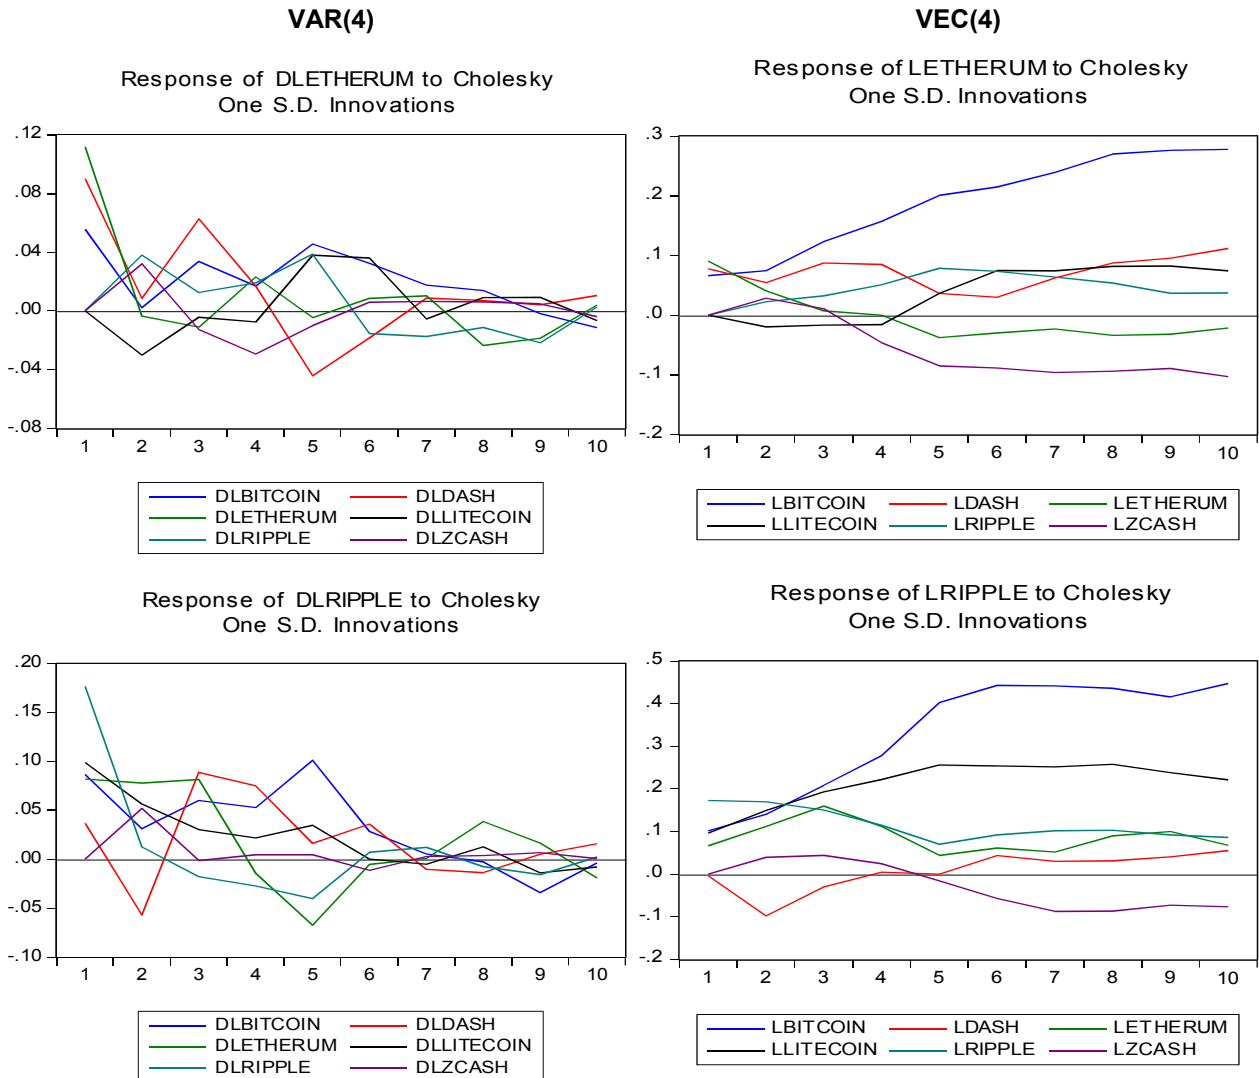 VAR(4)
VEC(4)
Response of DLETHERUM to Cholesky
One S.D. Innovations
.12
.08
.04
.00
-.04
-.08
1 2 3 4 5 6 7 8 9 10
DLBITCOIN DLDASH
DLETHERUM DLLITECOIN
DLRIPPLE DLZCASH
Response of LETHERUM to Cholesky
One S.D. Innovations
.3
.2
.1
.0
-.1
-.2
1 2 3 4 5 6 7 8 9 10
LBITCOIN LDASH LETHERUM
LLITECOIN LRIPPLE LZCASH
Response of DLRIPPLE to Cholesky
One S.D. Innovations
.20
.15
.10
.05
.00
-.05
-.10
1 2 3 4 5 6 7 8 9 10
DLBITCOIN DLDASH
DLETHERUM DLLITECOIN
DLRIPPLE DLZCASH
Response of LRIPPLE to Cholesky
One S.D. Innovations
.5
.4
.3
.2
.1
.0
-.1
-.2
1 2 3 4 5 6 7 8 9 10
LBITCOIN LDASH LETHERUM
LLITECOIN LRIPPLE LZCASH